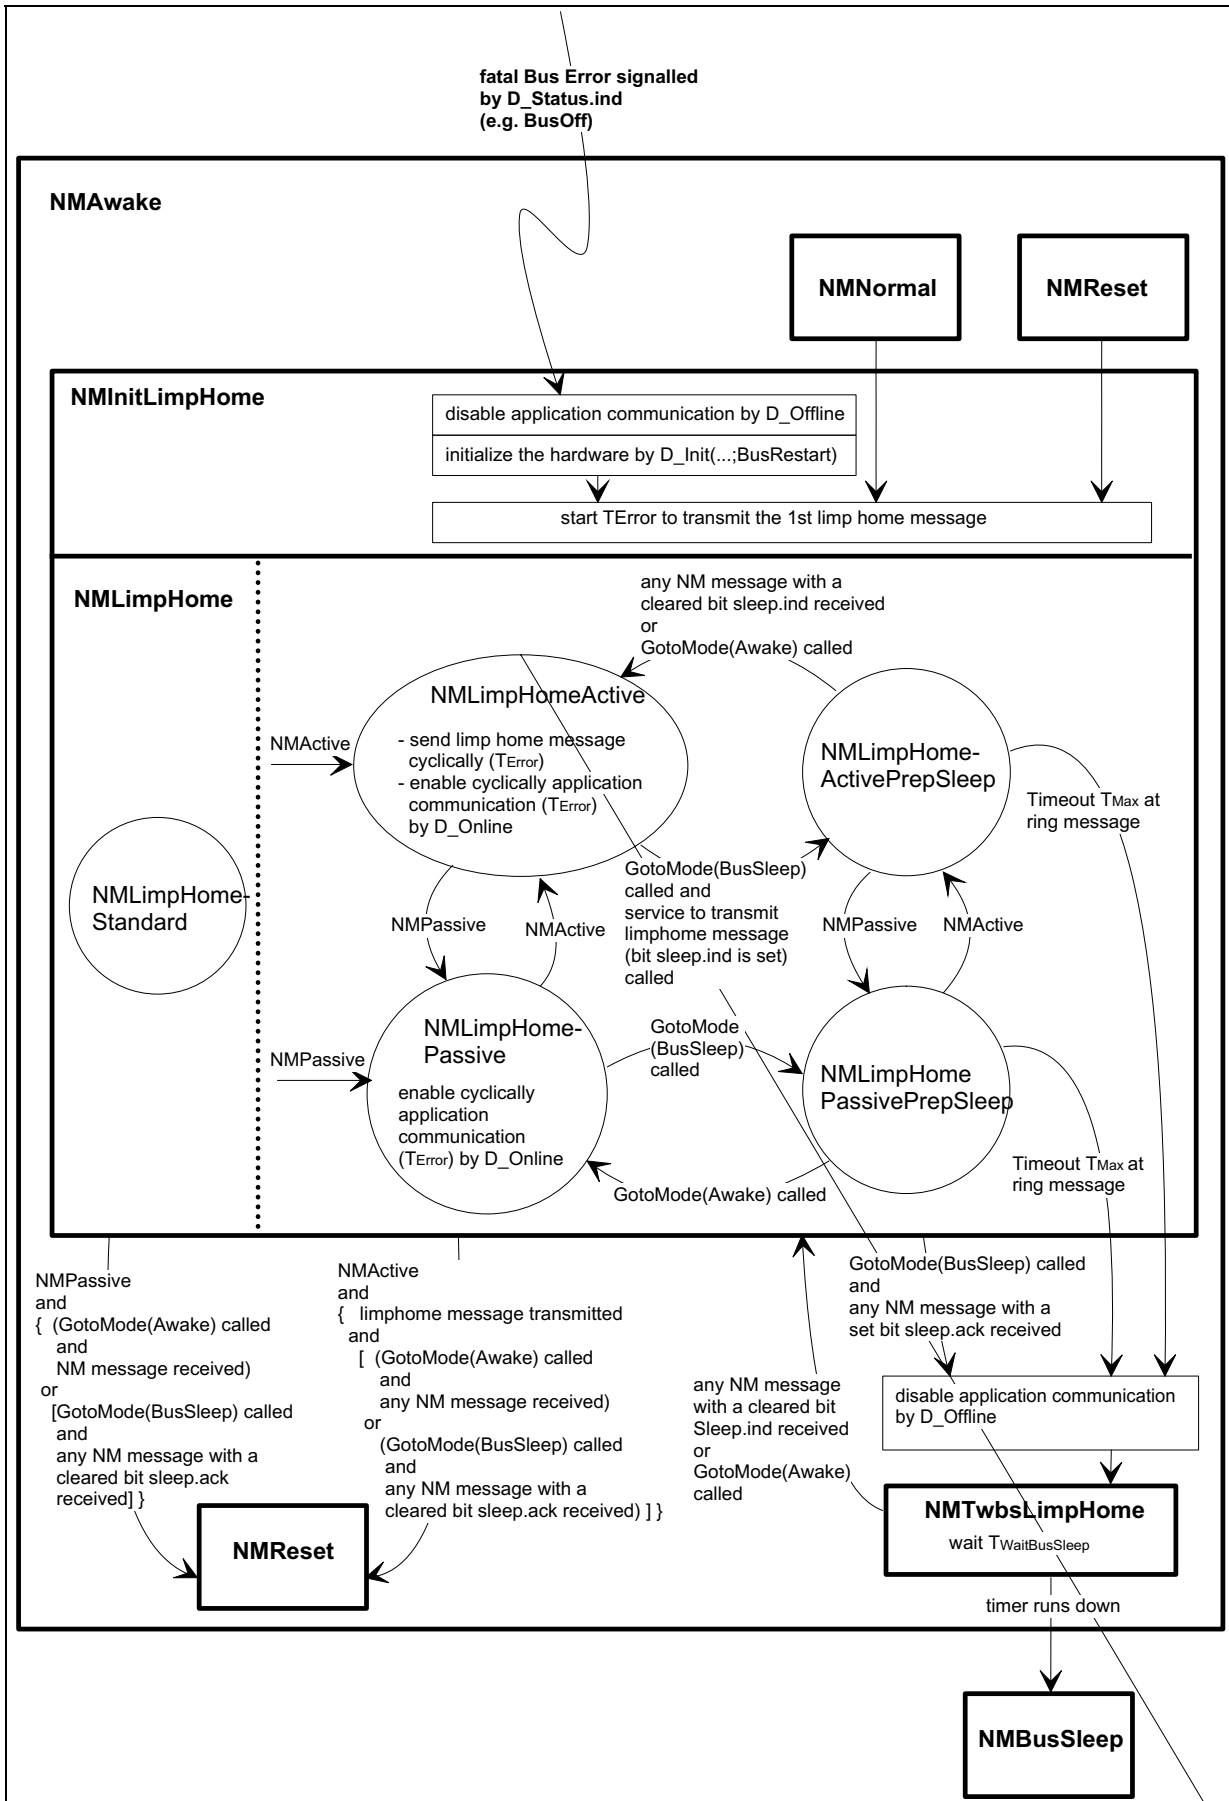 fatal Bus Error signalled
by D_Status.ind
(e.g. BusOff)
NMAwake
NMNormal
NMReset
NMInitLimpHome
disable application communication by D_Offline
initialize the hardware by D_Init(...;BusRestart)
start TError to transmit the 1st limp home message
NMLimpHome
any NM message with a
cleared bit sleep.ind received
or
GotoMode(Awake) called
NMLimpHomeActive
- send limp home message
cyclically (TError)
- enable cyclically application
communication (TError)
by D_Online
NMActive
NMLimpHome-
ActivePrepSleep
Timeout TMax at
ring message
NMLimpHome-
Standard
GotoMode(BusSleep)
called and
service to transmit
limphome message
(bit sleep.ind is set)
called
NMPassive
NMActive
NMPassive
NMActive
NMLimpHome-
Passive
enable cyclically
application
communication
(TError) by D_Online
NMPassive
GotoMode
(BusSleep)
called
NMLimpHome
PassivePrepSleep
GotoMode(Awake) called
Timeout TMax at
ring message
NMPassive
and
{ (GotoMode(Awake) called
and
NM message received)
or
[GotoMode(BusSleep) called
and
any NM message with a
cleared bit sleep.ack
received] }
NMActive
and
{ limphome message transmitted
and
[ (GotoMode(Awake) called
and
any NM message received)
or
(GotoMode(BusSleep) called
and
any NM message with a
cleared bit sleep.ack received) ] }
NMReset
any NM message
with a cleared bit
Sleep.ind received
or
GotoMode(Awake)
called
GotoMode(BusSleep) called
and
any NM message with a
set bit sleep.ack received
disable application communication
by D_Offline
NMTwbsLimpHome
wait TWaitBusSleep
timer runs down
NMBusSleep